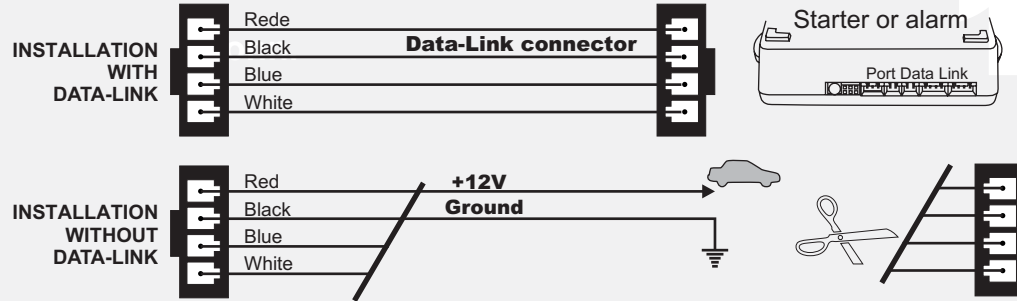 INSTALLATION
WITH
DATA-LINK
Rede
Black
Blue
White
Data-Link connector
Starter or alarm
Port Data Link
INSTALLATION
WITHOUT
DATA-LINK
Red
Black
Blue
White
+12V
Ground